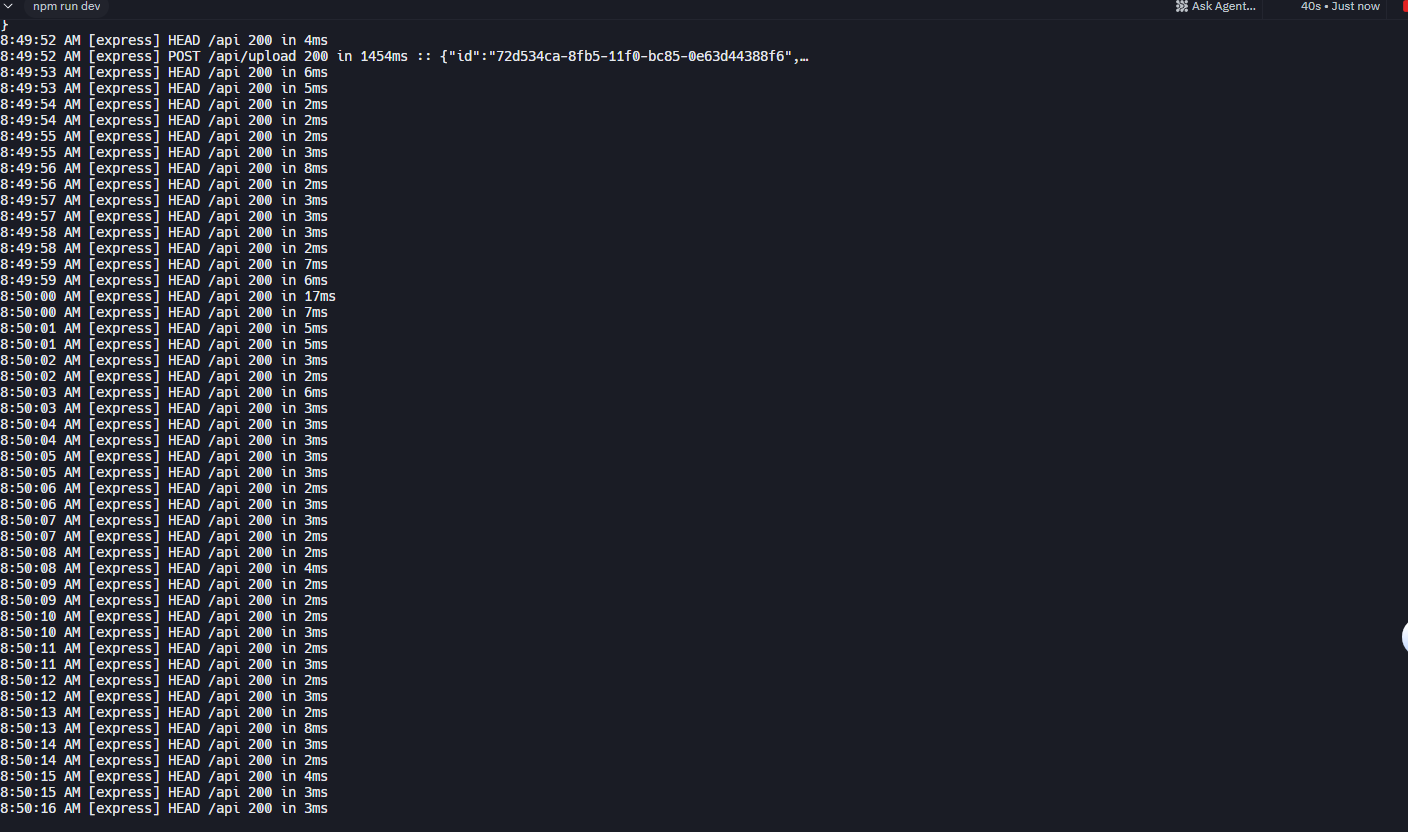 npm run dev
Ask Agent...
40s • Just now
}
8:49:52 AM [express] HEAD /api 200 in 4ms
8:49:52 AM [express] POST /api/upload 200 in 1454ms :: {"id":"72d534ca-8fb5-11f0-bc85-0e63d44388f6",…
8:49:53 AM [express] HEAD /api 200 in 6ms
8:49:53 AM [express] HEAD /api 200 in 5ms
8:49:54 AM [express] HEAD /api 200 in 2ms
8:49:54 AM [express] HEAD /api 200 in 2ms
8:49:55 AM [express] HEAD /api 200 in 2ms
8:49:55 AM [express] HEAD /api 200 in 3ms
8:49:56 AM [express] HEAD /api 200 in 8ms
8:49:56 AM [express] HEAD /api 200 in 2ms
8:49:57 AM [express] HEAD /api 200 in 3ms
8:49:57 AM [express] HEAD /api 200 in 3ms
8:49:58 AM [express] HEAD /api 200 in 3ms
8:49:58 AM [express] HEAD /api 200 in 2ms
8:49:59 AM [express] HEAD /api 200 in 7ms
8:49:59 AM [express] HEAD /api 200 in 6ms
8:50:00 AM [express] HEAD /api 200 in 17ms
8:50:00 AM [express] HEAD /api 200 in 7ms
8:50:01 AM [express] HEAD /api 200 in 5ms
8:50:01 AM [express] HEAD /api 200 in 5ms
8:50:02 AM [express] HEAD /api 200 in 3ms
8:50:02 AM [express] HEAD /api 200 in 2ms
8:50:03 AM [express] HEAD /api 200 in 6ms
8:50:03 AM [express] HEAD /api 200 in 3ms
8:50:04 AM [express] HEAD /api 200 in 3ms
8:50:04 AM [express] HEAD /api 200 in 3ms
8:50:05 AM [express] HEAD /api 200 in 3ms
8:50:05 AM [express] HEAD /api 200 in 3ms
8:50:06 AM [express] HEAD /api 200 in 2ms
8:50:06 AM [express] HEAD /api 200 in 3ms
8:50:07 AM [express] HEAD /api 200 in 3ms
8:50:07 AM [express] HEAD /api 200 in 2ms
8:50:08 AM [express] HEAD /api 200 in 2ms
8:50:08 AM [express] HEAD /api 200 in 4ms
8:50:09 AM [express] HEAD /api 200 in 2ms
8:50:09 AM [express] HEAD /api 200 in 2ms
8:50:10 AM [express] HEAD /api 200 in 2ms
8:50:10 AM [express] HEAD /api 200 in 3ms
8:50:11 AM [express] HEAD /api 200 in 2ms
8:50:11 AM [express] HEAD /api 200 in 3ms
8:50:12 AM [express] HEAD /api 200 in 2ms
8:50:12 AM [express] HEAD /api 200 in 3ms
8:50:13 AM [express] HEAD /api 200 in 2ms
8:50:13 AM [express] HEAD /api 200 in 8ms
8:50:14 AM [express] HEAD /api 200 in 3ms
8:50:14 AM [express] HEAD /api 200 in 2ms
8:50:15 AM [express] HEAD /api 200 in 4ms
8:50:15 AM [express] HEAD /api 200 in 3ms
8:50:16 AM [express] HEAD /api 200 in 3ms